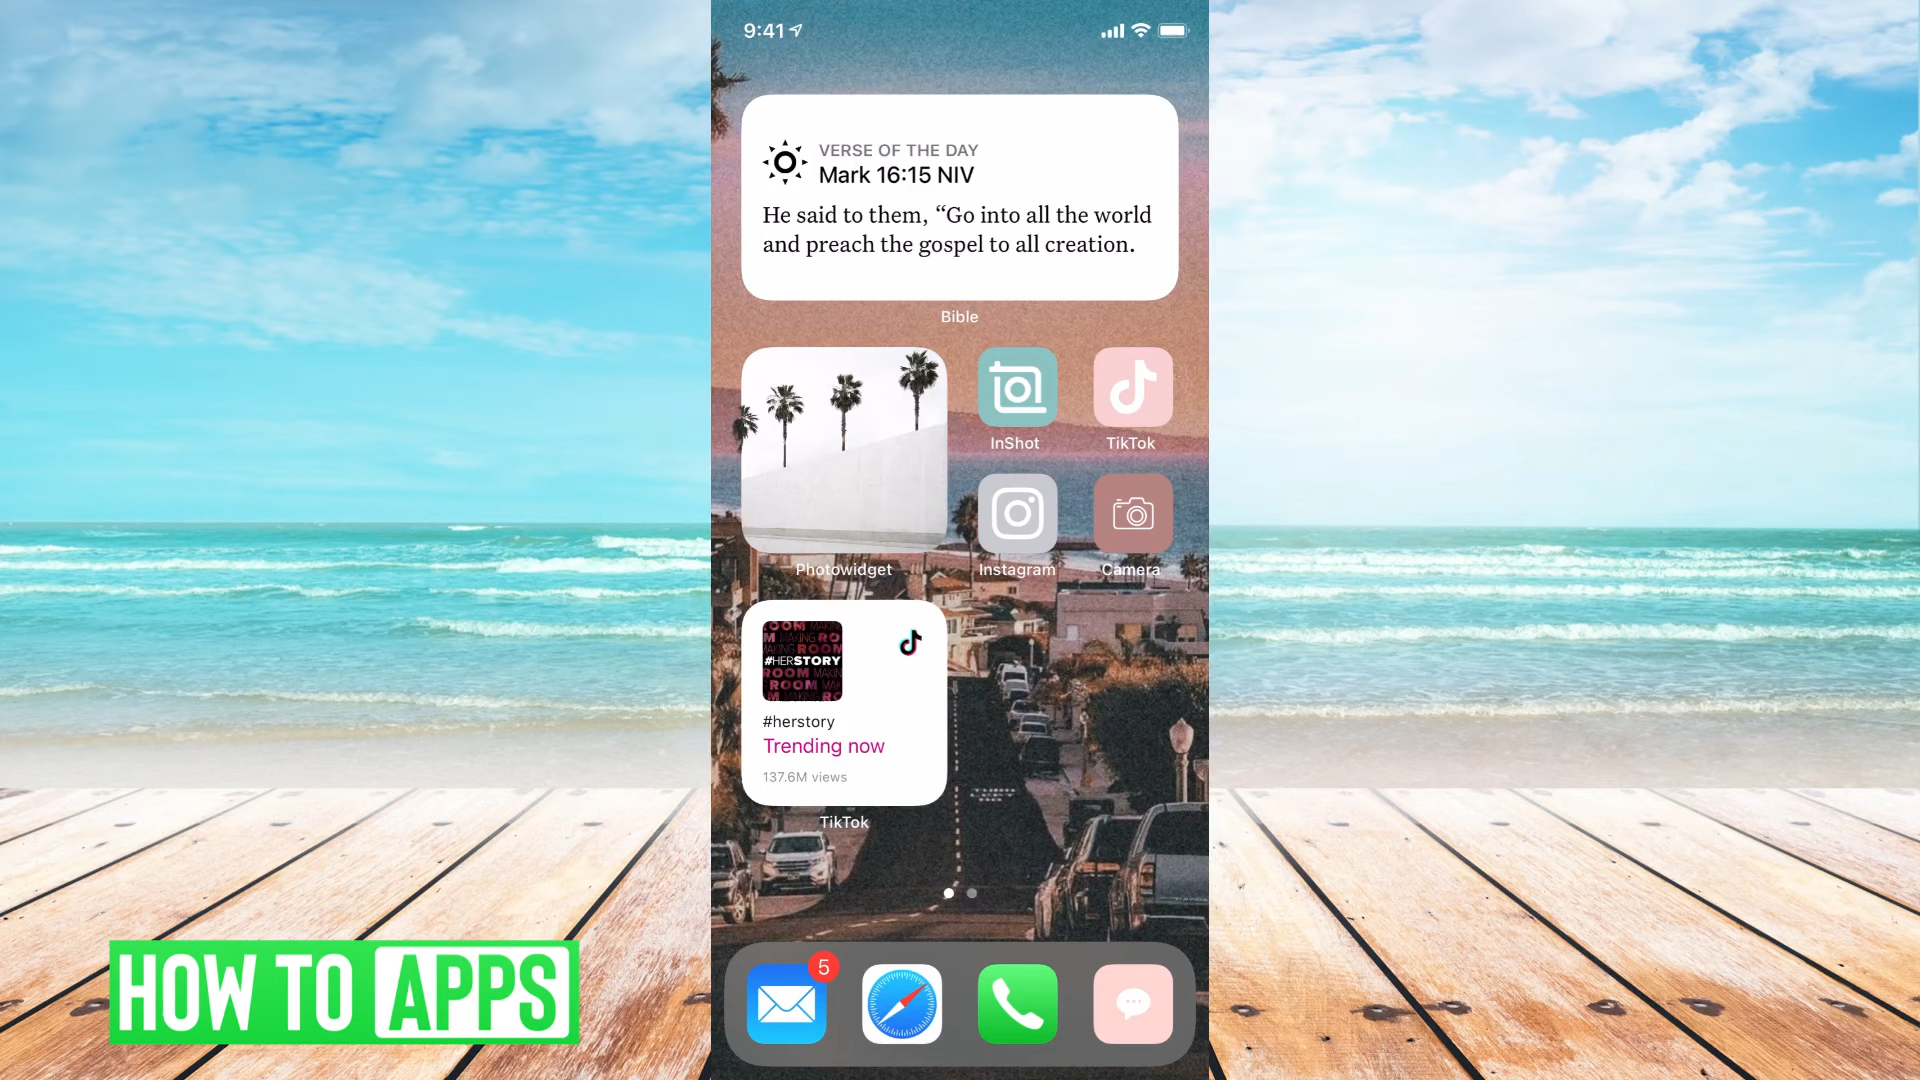 9:41
VERSE OF THE DAY
Mark 16:15 NIV
He said to them, “Go into all the world
and preach the gospel to all creation.
Bible
InShot
TikTok
Instagram
Camera
Photowidget
#HERSTORY
#herstory
Trending now
137.6M views
TikTok
5
HOW TO APPS